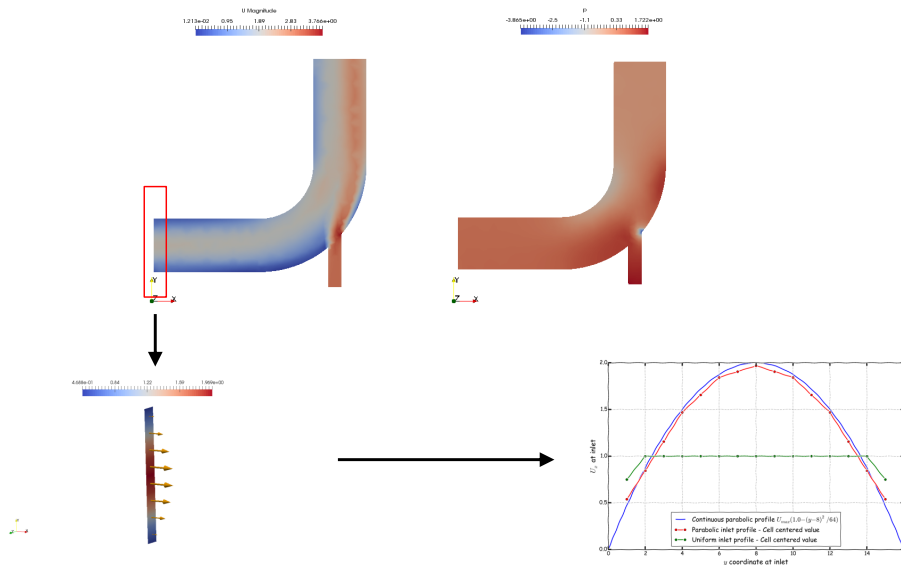 U Magnitude
1.213e-02 0.95 1.89 2.83 3.766e+00
P
-3.865e+00 -2.5 -1.1 0.33 1.722e+00
Y
Z X
Y
Z X
4.688e-01 0.84 1.22 1.59 1.969e+00
2.0
1.5
1.0
0.5
0.0
0 2 4 6 8 10 12 14
U_x at inlet
y coordinate at inlet
Continuous parabolic profile U_max(1.0−(y−8)^2/64)
Parabolic inlet profile - Cell centered value
Uniform inlet profile - Cell centered value